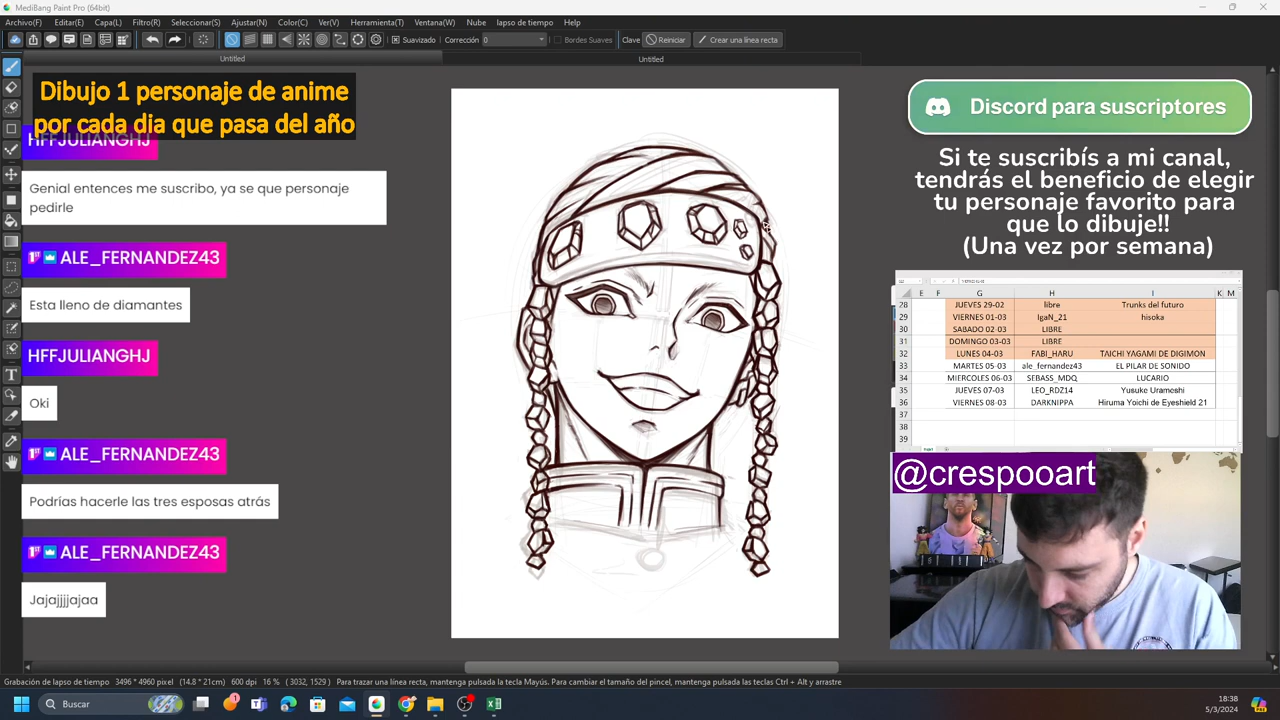 MediBang Paint Pro (64bit)
Archivo(F) Editar(E) Capa(L) Filtro(R) Seleccionar(S) Ajustar(N) Color(C) Ver(V) Herramienta(T) Ventana(W) Nube lapso de tiempo Help
Suavizado Corrección 0 Bordes Suaves Clave Reiniciar Crear una línea recta
Untitled Untitled
Dibujo 1 personaje de anime
por cada dia que pasa del año
HFFJULIANGHJ
Genial entences me suscribo, ya se que personaje
pedirle
ALE_FERNANDEZ43
Esta lleno de diamantes
HFFJULIANGHJ
Oki
ALE_FERNANDEZ43
Podrías hacerle las tres esposas atrás
ALE_FERNANDEZ43
Jajajjjjajaa
Discord para suscriptores
Si te suscribís a mi canal,
tendrás el beneficio de elegir
tu personaje favorito para
que lo dibuje!!
(Una vez por semana)
E F G H I K L M
28 JUEVES 29-02 libre Trunks del futuro
29 VIERNES 01-03 IgaN_21 hisoka
30 SABADO 02-03 LIBRE
31 DOMINGO 03-03 LIBRE
32 LUNES 04-03 FABI_HARU TAICHI YAGAMI DE DIGIMON
33 MARTES 05-03 ale_fernandez43 EL PILAR DE SONIDO
34 MIERCOLES 06-03 SEBASS_MDQ LUCARIO
35 JUEVES 07-03 LEO_RDZ14 Yusuke Urameshi
36 VIERNES 08-03 DARKNIPPA Hiruma Yoichi de Eyeshield 21
37
38
39
@crespooart
Grabación de lapso de tiempo 3496 * 4960 pixel (14.8 * 21cm) 600 dpi 16 % ( 3032, 1529 ) Para trazar una línea recta, mantenga pulsada la tecla Mayús. Para cambiar el tamaño del pincel, mantenga pulsadas las teclas Ctrl + Alt y arrastre
Buscar
18:38
5/3/2024